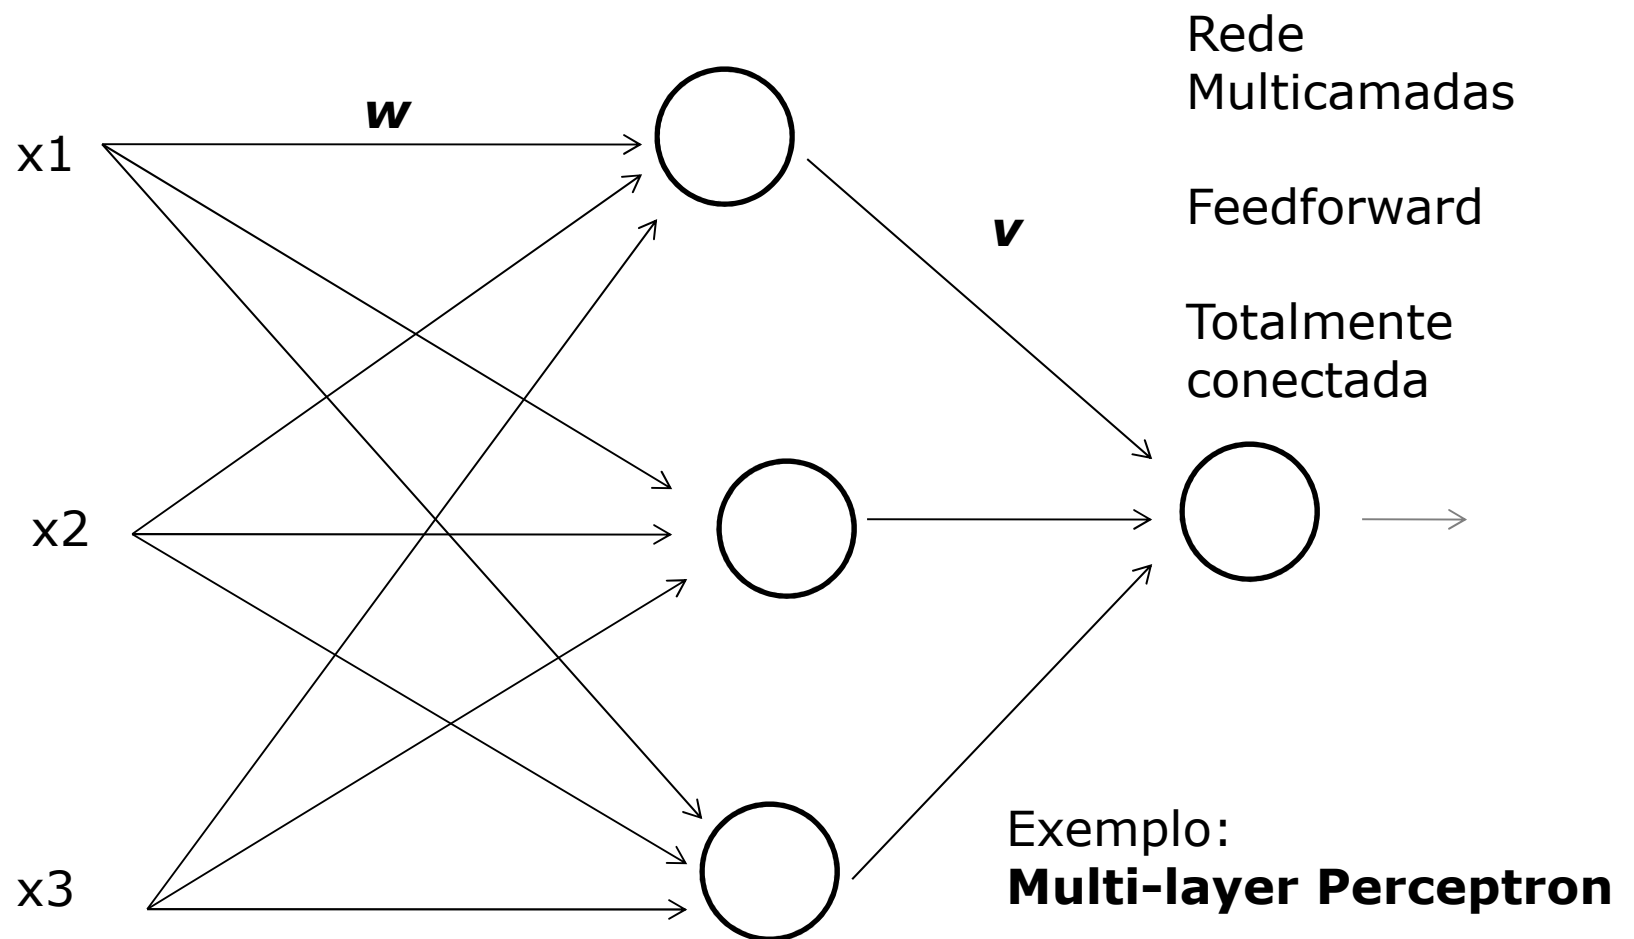 Rede
Multicamadas
w
x1
Feedforward
v
Totalmente
conectada
x2
Exemplo:
Multi-layer Perceptron
x3